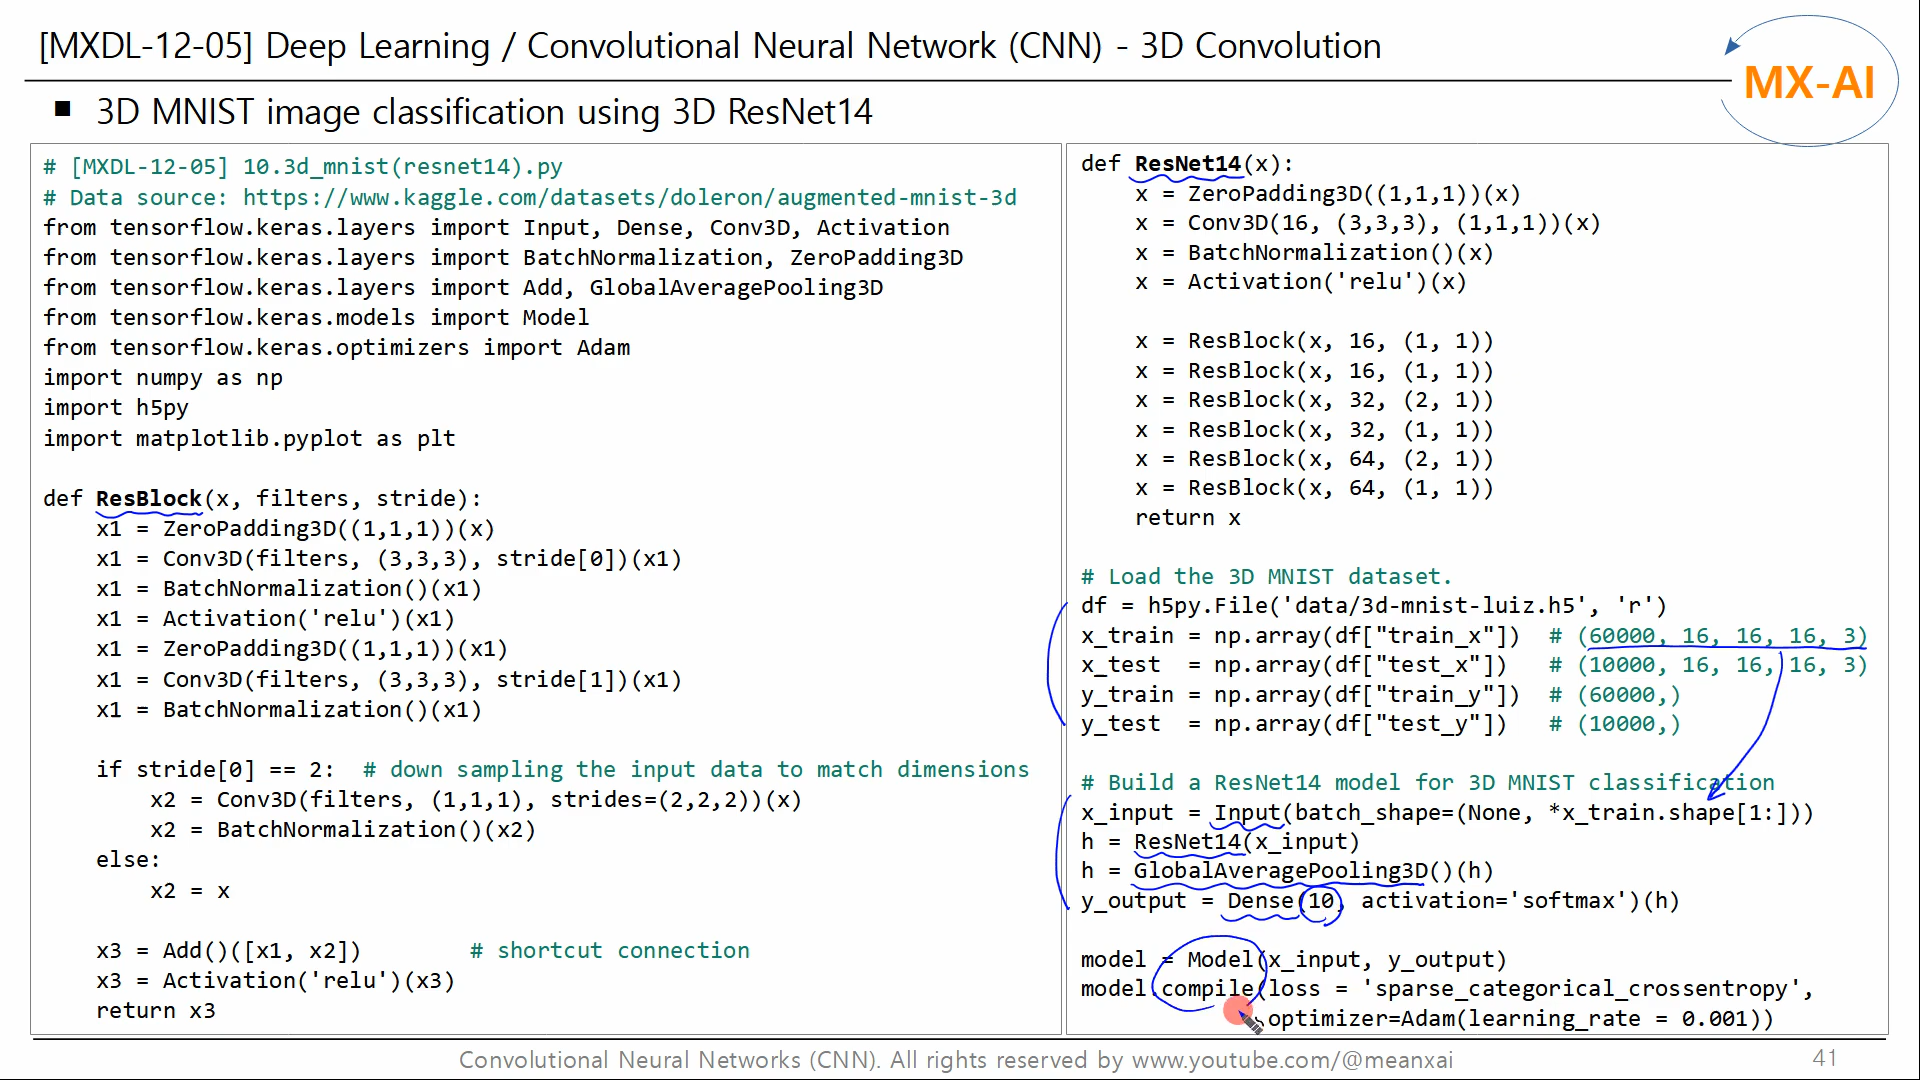 [MXDL-12-05] Deep Learning / Convolutional Neural Network (CNN) - 3D Convolution
MX-AI
■ 3D MNIST image classification using 3D ResNet14
# [MXDL-12-05] 10.3d_mnist(resnet14).py
# Data source: https://www.kaggle.com/datasets/doleron/augmented-mnist-3d
from tensorflow.keras.layers import Input, Dense, Conv3D, Activation
from tensorflow.keras.layers import BatchNormalization, ZeroPadding3D
from tensorflow.keras.layers import Add, GlobalAveragePooling3D
from tensorflow.keras.models import Model
from tensorflow.keras.optimizers import Adam
import numpy as np
import h5py
import matplotlib.pyplot as plt
def ResBlock(x, filters, stride):
x1 = ZeroPadding3D((1,1,1))(x)
x1 = Conv3D(filters, (3,3,3), stride[0])(x1)
x1 = BatchNormalization()(x1)
x1 = Activation('relu')(x1)
x1 = ZeroPadding3D((1,1,1))(x1)
x1 = Conv3D(filters, (3,3,3), stride[1])(x1)
x1 = BatchNormalization()(x1)
if stride[0] == 2: # down sampling the input data to match dimensions
x2 = Conv3D(filters, (1,1,1), strides=(2,2,2))(x)
x2 = BatchNormalization()(x2)
else:
x2 = x
x3 = Add()([x1, x2]) # shortcut connection
x3 = Activation('relu')(x3)
return x3
def ResNet14(x):
x = ZeroPadding3D((1,1,1))(x)
x = Conv3D(16, (3,3,3), (1,1,1))(x)
x = BatchNormalization()(x)
x = Activation('relu')(x)
x = ResBlock(x, 16, (1, 1))
x = ResBlock(x, 16, (1, 1))
x = ResBlock(x, 32, (2, 1))
x = ResBlock(x, 32, (1, 1))
x = ResBlock(x, 64, (2, 1))
x = ResBlock(x, 64, (1, 1))
return x
# Load the 3D MNIST dataset.
df = h5py.File('data/3d-mnist-luiz.h5', 'r')
x_train = np.array(df["train_x"]) # (60000, 16, 16, 16, 3)
x_test = np.array(df["test_x"]) # (10000, 16, 16, 16, 3)
y_train = np.array(df["train_y"]) # (60000,)
y_test = np.array(df["test_y"]) # (10000,)
# Build a ResNet14 model for 3D MNIST classification
x_input = Input(batch_shape=(None, *x_train.shape[1:]))
h = ResNet14(x_input)
h = GlobalAveragePooling3D()(h)
y_output = Dense(10, activation='softmax')(h)
model = Model(x_input, y_output)
model.compile(loss = 'sparse_categorical_crossentropy',
optimizer=Adam(learning_rate = 0.001))
Convolutional Neural Networks (CNN). All rights reserved by www.youtube.com/@meanxai
41